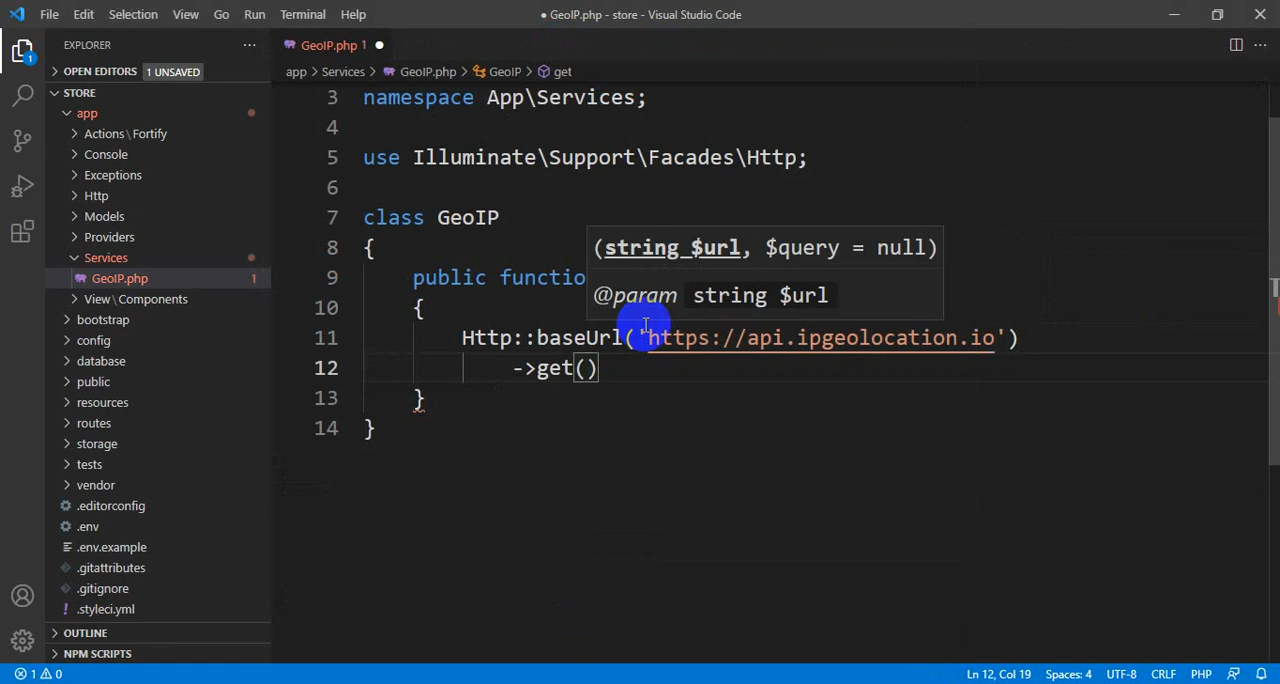 File Edit Selection View Go Run Terminal Help
● GeoIP.php - store - Visual Studio Code
EXPLORER
GeoIP.php 1
OPEN EDITORS 1 UNSAVED
app > Services > GeoIP.php > GeoIP > get
STORE
app
Actions\Fortify
Console
Exceptions
Http
Models
Providers
Services
GeoIP.php 1
View\Components
bootstrap
config
database
public
resources
routes
storage
tests
vendor
.editorconfig
.env
.env.example
.gitattributes
.gitignore
.styleci.yml
OUTLINE
NPM SCRIPTS
1
3 namespace App\Services;
4
5 use Illuminate\Support\Facades\Http;
6
7 class GeoIP
8 {
(string $url, $query = null)
9 public functio
@param string $url
10 {
11 Http::baseUrl('https://api.ipgeolocation.io')
12 ->get()
13 }
14 }
1 0
Ln 12, Col 19 Spaces: 4 UTF-8 CRLF PHP